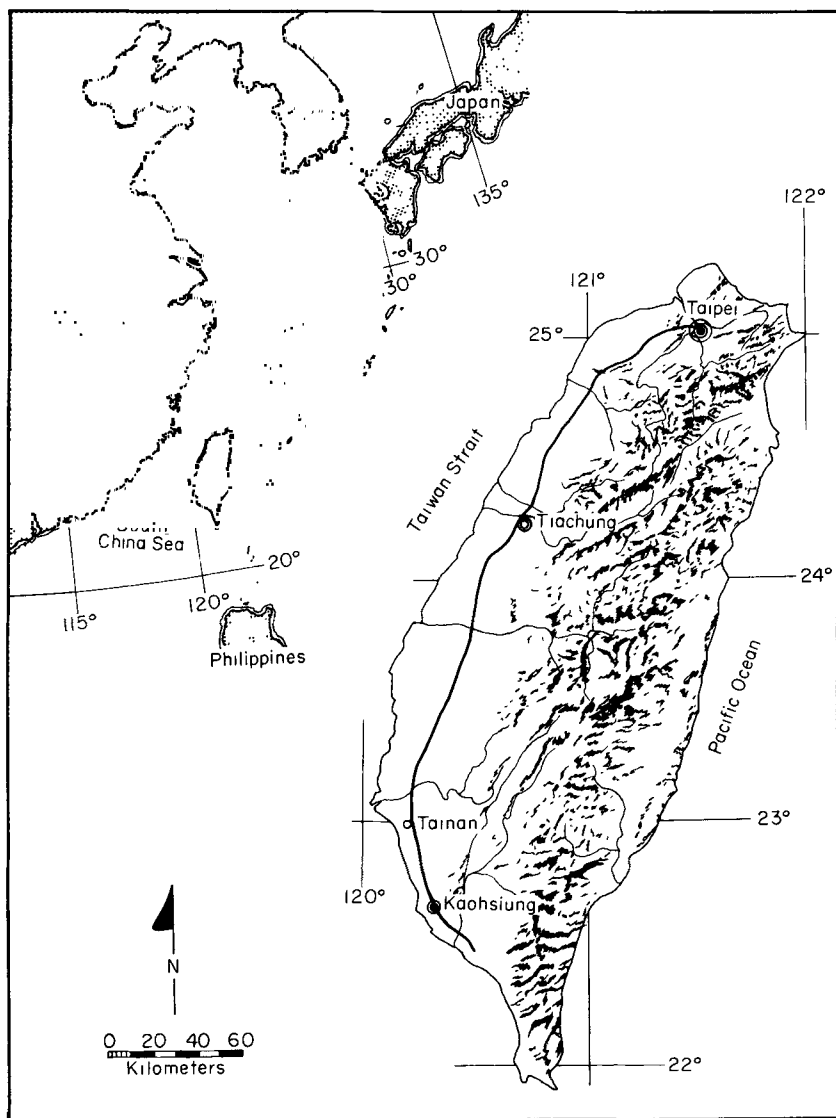 Japan
135°
30°
130°
122°
121°
Taipei
25°
Taiwan Strait
Tiachung
China Sea
20°
120°
115°
24°
Philippines
Pacific Ocean
Tainan
23°
120°
Kaohsiung
N
0 20 40 60
Kilometers
22°